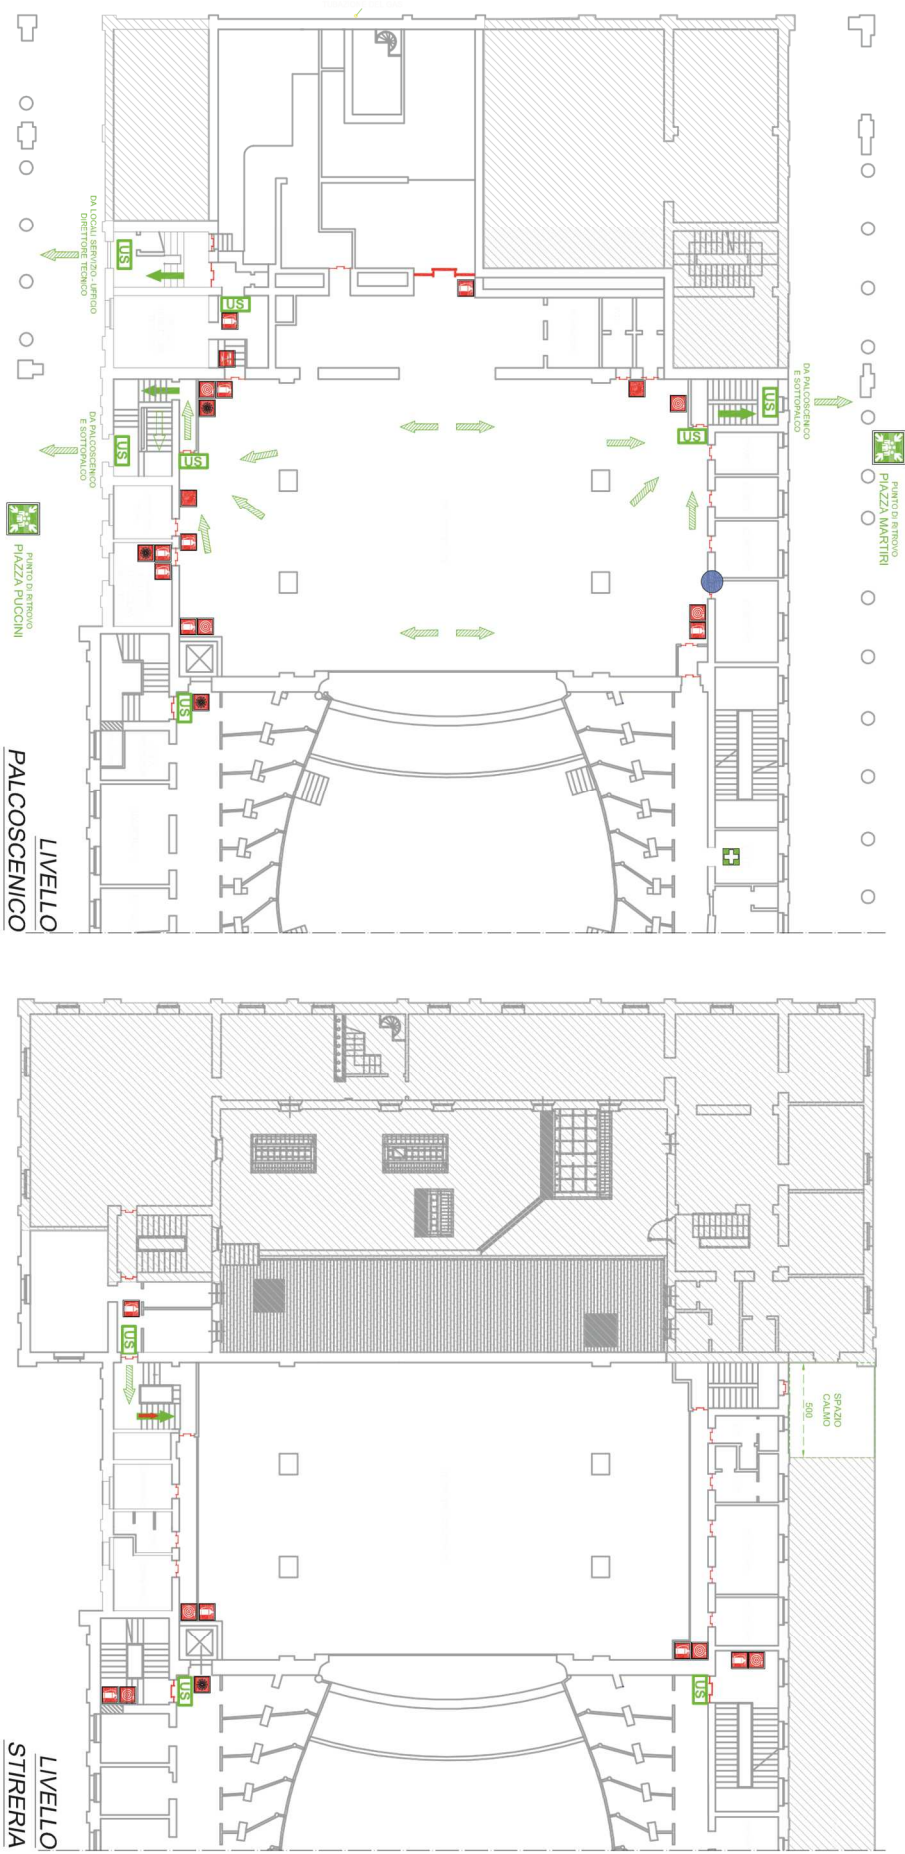 DA LOCALI SERVIZIO - UFFICIO
DIRETTORE TECNICO
US
US
DA PALCOSCENICO
E SOTTOPALCO
US
US
DA PALCOSCENICO
E SOTTOPALCO
US
US
PUNTO DI RITROVO
PIAZZA MARTIRI
PUNTO DI RITROVO
PIAZZA PUCCINI
US
LIVELLO
PALCOSCENICO
US
SPAZIO
CALMO
500
US
US
LIVELLO
STIRERIA